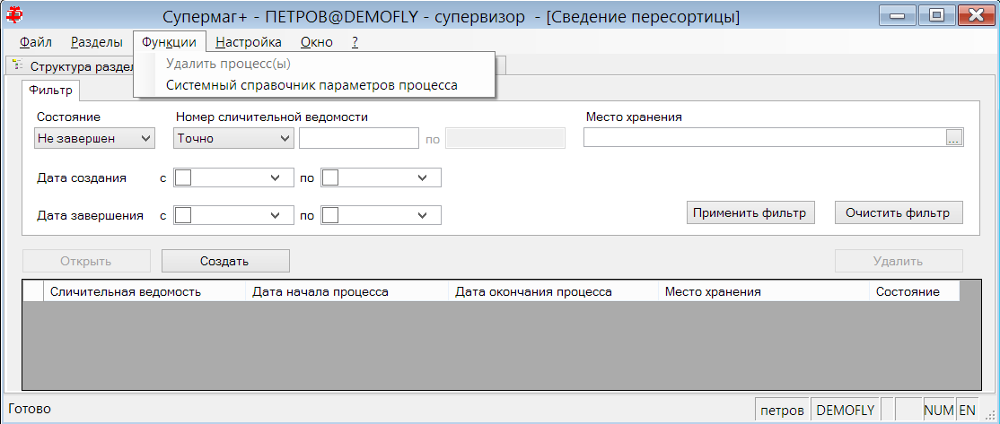 Супермаг+ - ПЕТРОВ@DEMOFLY - супервизор - [Сведение пересортицы]
Файл Разделы Функции Настройка Окно ?
Структура раздел
Удалить процесс(ы)
Системный справочник параметров процесса
Фильтр
Состояние Номер сличительной ведомости Место хранения
Не завершен Точно по ...
Дата создания с по
Дата завершения с по Применить фильтр Очистить фильтр
Открыть Создать Удалить
Сличительная ведомость Дата начала процесса Дата окончания процесса Место хранения Состояние
Готово петров DEMOFLY NUM EN